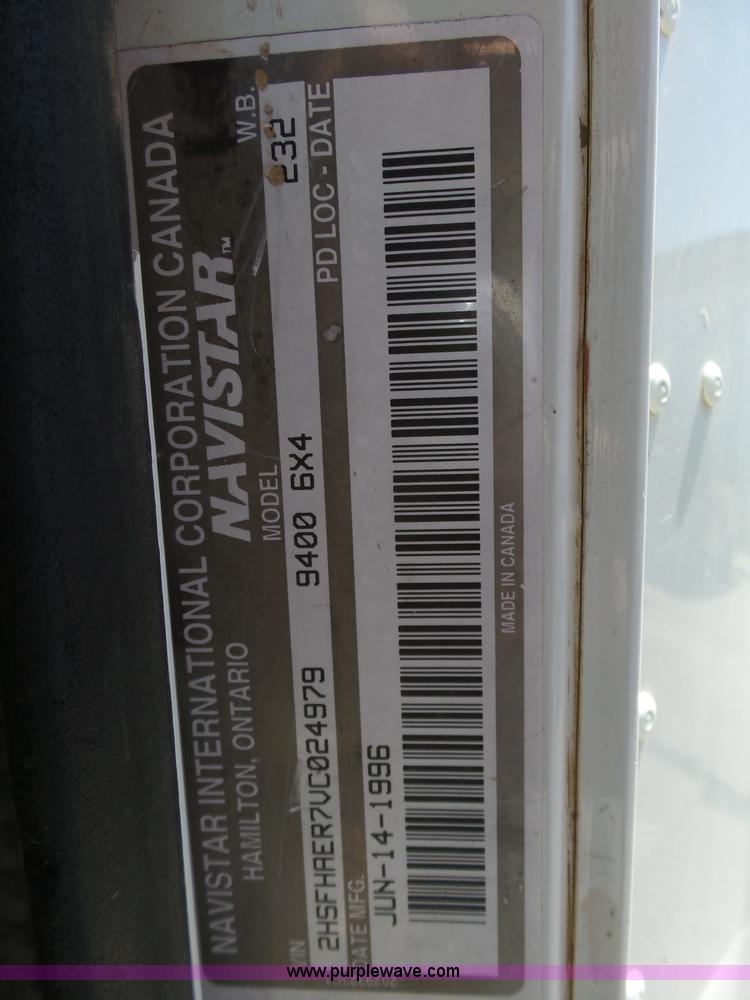 NAVISTAR INTERNATIONAL CORPORATION CANADA
HAMILTON, ONTARIO
NAVISTAR™
VIN
MODEL
W.B.
2HSFHAER7VC024979
9400 6X4
232
DATE MFG.
PD LOC - DATE
JUN-14-1996
MADE IN CANADA
www.purplewave.com